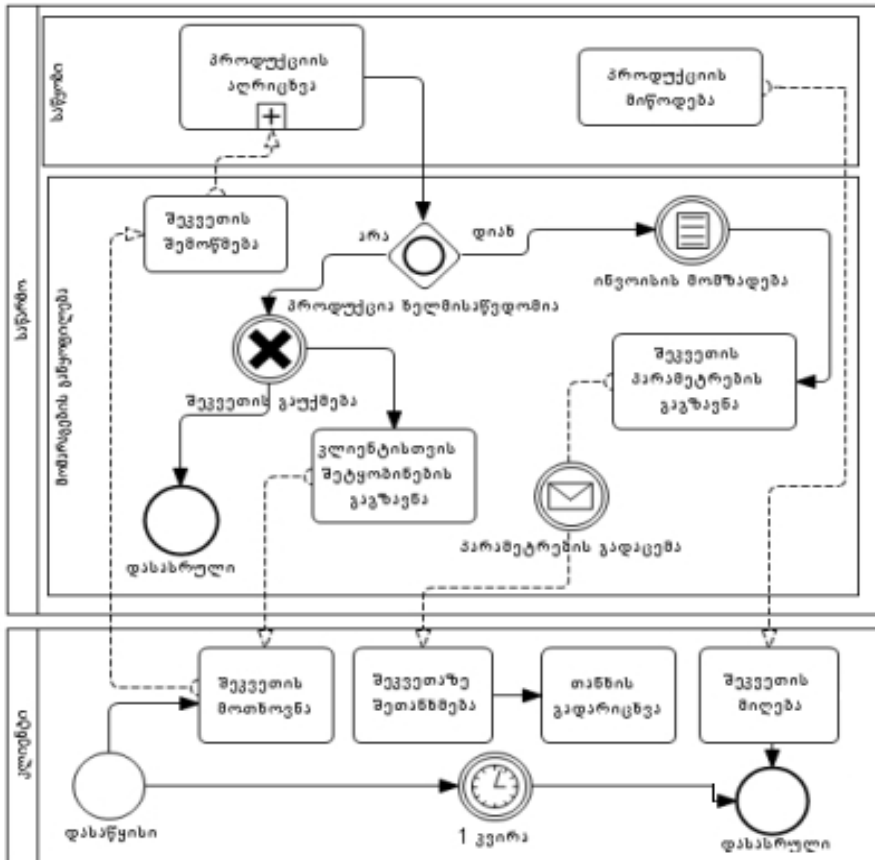 საწარმო
საწყობი
პროდუქციის
აღრიცხვა
პროდუქციის
მიწოდება
მომარაგების განყოფილება
შეკვეთის
შემოწმება
არა
დიახ
პროდუქცია ხელმისაწვდომია
ინვოისის მომზადება
შეკვეთის
პარამეტრების
გაგზავნა
შეკვეთის გაუქმება
კლიენტისთვის
შეტყობინების
გაგზავნა
დასასრული
პარამეტრების გადაცემა
კლიენტი
შეკვეთის
მოთხოვნა
შეკვეთაზე
შეთანხმება
თანხის
გადარიცხვა
შეკვეთის
მიღება
დასაწყისი
1 კვირა
დასასრული